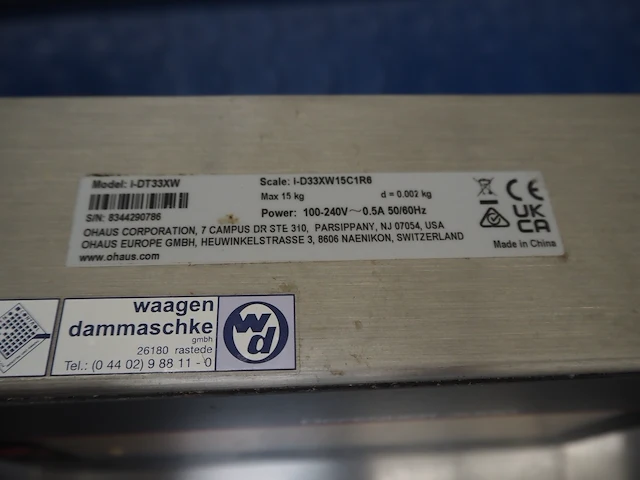 Model: i-DT33XW
Scale: i-D33XW15C1R6
Max 15 kg
d = 0.002 kg
S/N: 8344290786
Power: 100-240V～0.5A 50/60Hz
OHAUS CORPORATION, 7 CAMPUS DR STE 310, PARSIPPANY, NJ 07054, USA
OHAUS EUROPE GMBH, HEUWINKELSTRASSE 3, 8606 NAENIKON, SWITZERLAND
www.ohaus.com
CE
UK
CA
Made in China
waagen
dammaschke
gmbh
26180 rastede
Tel.: (0 44 02) 9 88 11 - 0
wd